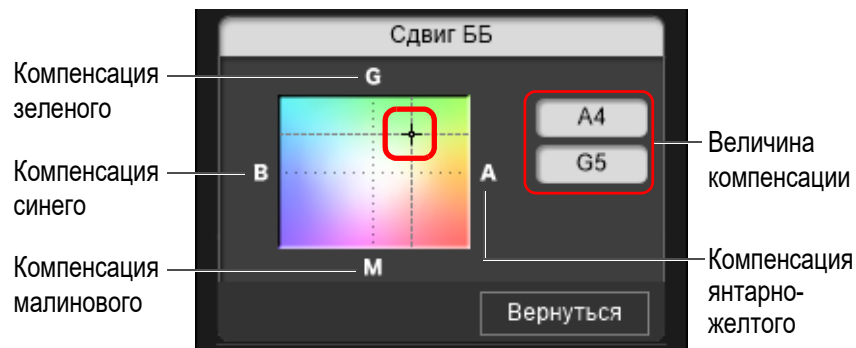 Сдвиг ББ
Компенсация
зеленого
G
A4
Величина
компенсации
Компенсация
синего
B
A
G5
Компенсация
малинового
M
Компенсация
янтарно-
желтого
Вернуться